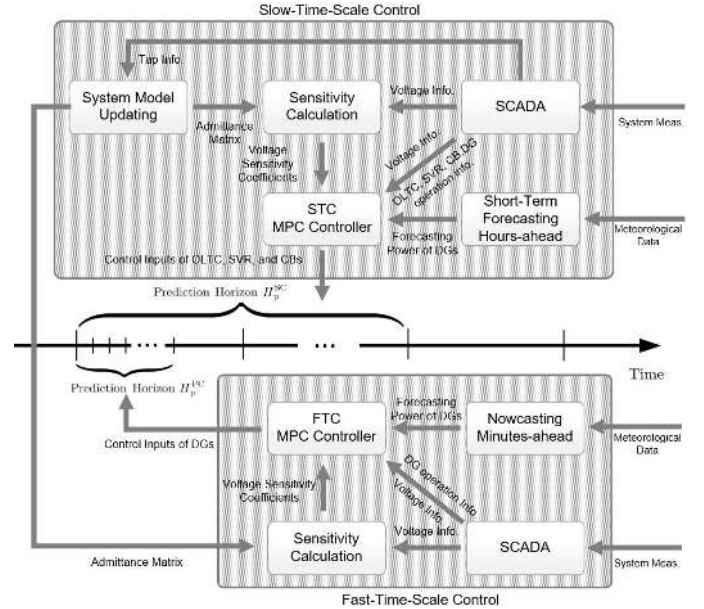 Slow-Time-Scale Control
Tap Info.
System Model
Updating
Admittance
Matrix
Sensitivity
Calculation
Voltage Info.
SCADA
System Meas.
Voltage
Sensitivity
Coefficients
Voltage Info.
OLTC, SVR, CB,DG
operation Info.
STC
MPC Controller
Forecasting
Power of DGs
Short-Term
Forecasting
Hours-ahead
Meteorological
Data
Control Inputs of OLTC, SVR, and CBs
Prediction Horizon H_p^SC
...
...
Time
Prediction Horizon H_p^FC
Control Inputs of DGs
FTC
MPC Controller
Forecasting
Power of DGs
Nowcasting
Minutes-ahead
Meteorological
Data
Voltage Sensitivity
Coefficients
DG operation Info
Voltage Info.
Sensitivity
Calculation
Voltage Info.
SCADA
System Meas.
Admittance Matrix
Fast-Time-Scale Control